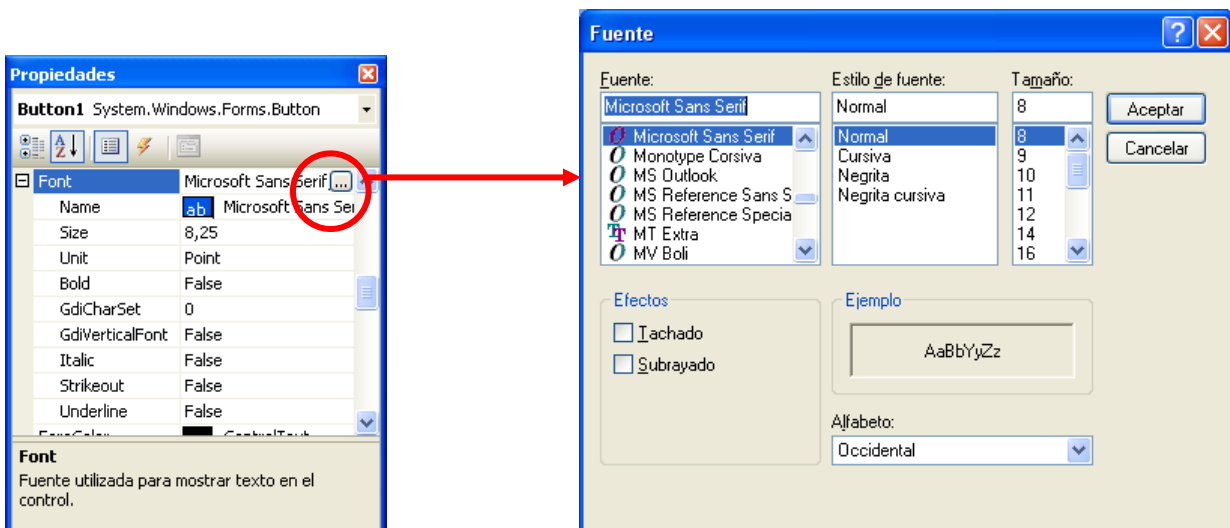 Propiedades
Button1 System.Windows.Forms.Button
Font Microsoft Sans Serif ...
Name ab Microsoft Sans Ser
Size 8,25
Unit Point
Bold False
GdiCharSet 0
GdiVerticalFont False
Italic False
Strikeout False
Underline False
ForeColor ControlText
Font
Fuente utilizada para mostrar texto en el
control.
Fuente
Fuente:
Microsoft Sans Serif
Microsoft Sans Serif
Monotype Corsiva
MS Outlook
MS Reference Sans S
MS Reference Specia
MT Extra
MV Boli
Estilo de fuente:
Normal
Normal
Cursiva
Negrita
Negrita cursiva
Tamaño:
8
8
9
10
11
12
14
16
Aceptar
Cancelar
Efectos
Tachado
Subrayado
Ejemplo
AaBbYyZz
Alfabeto:
Occidental